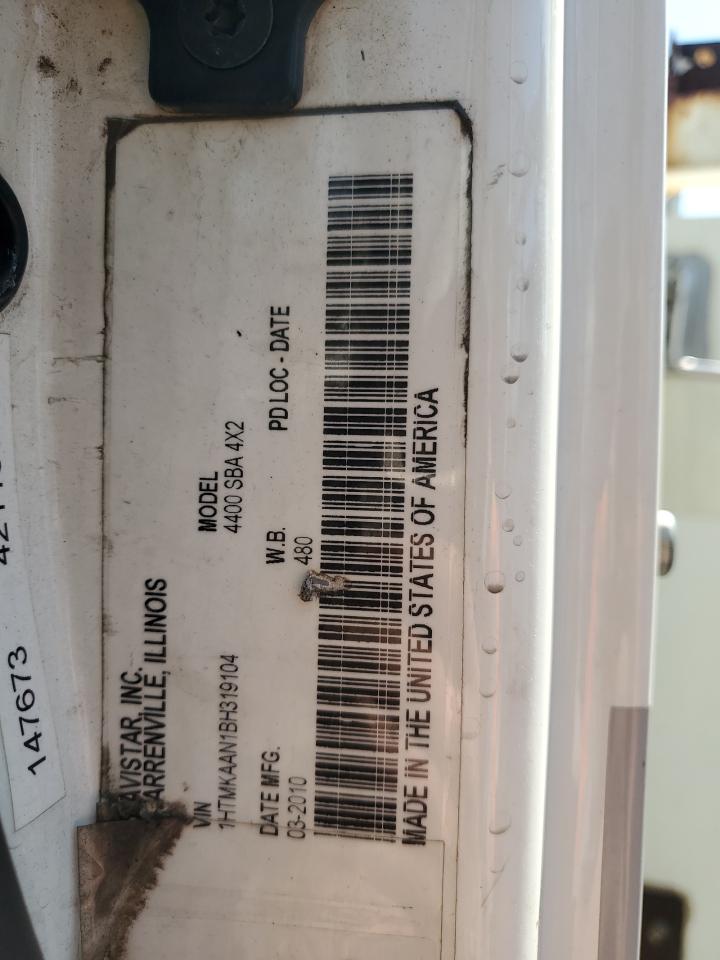 AVISTAR, INC.
ARRENVILLE, ILLINOIS
VIN
1HTMKAAN1BH319104
MODEL
4400 SBA 4X2
DATE MFG.
03-2010
W.B.
480
PD LOC - DATE
MADE IN THE UNITED STATES OF AMERICA
147673